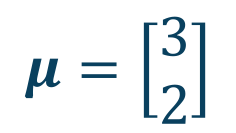 μ = [3
2]